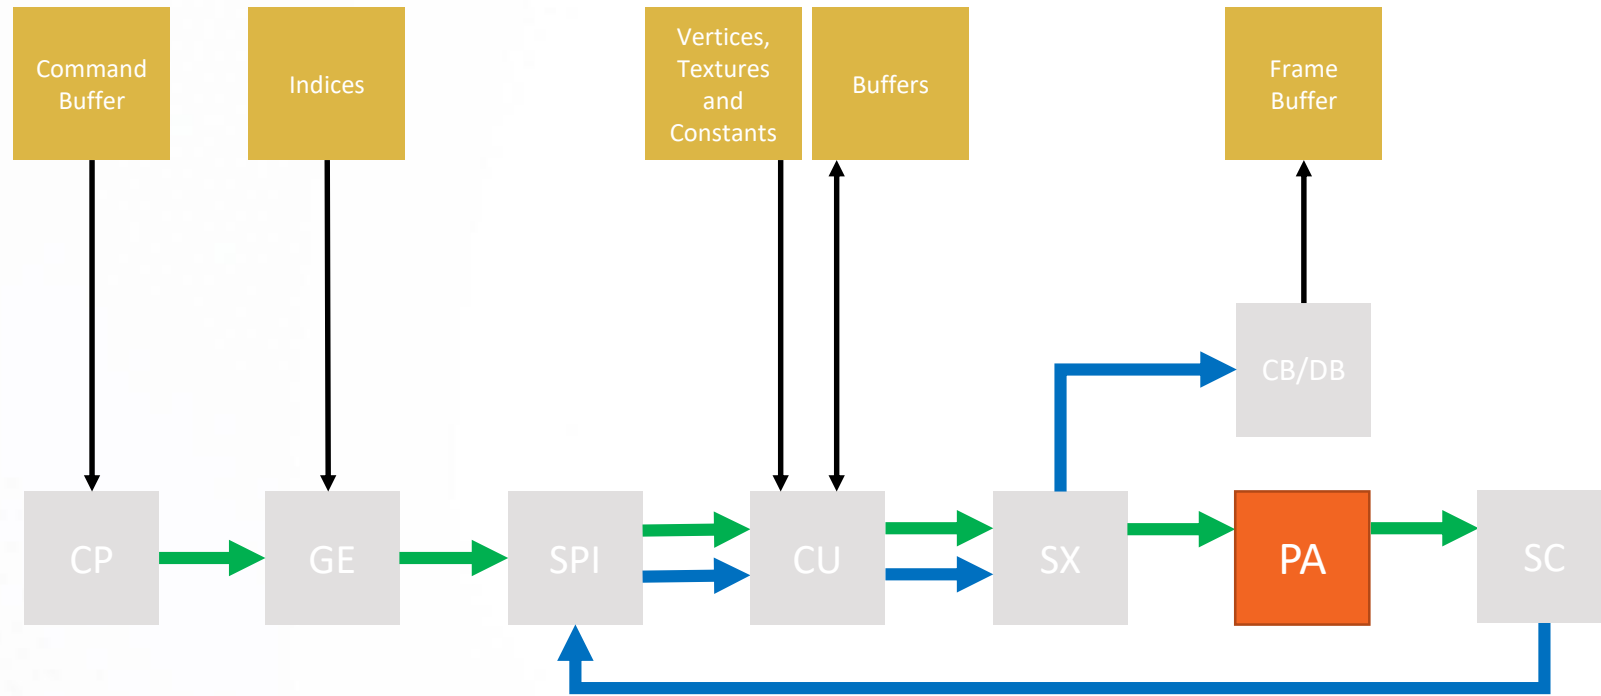 Command
Buffer
Indices
Vertices,
Textures
and
Constants
Buffers
Frame
Buffer
CB/DB
CP
GE
SPI
CU
SX
PA
SC